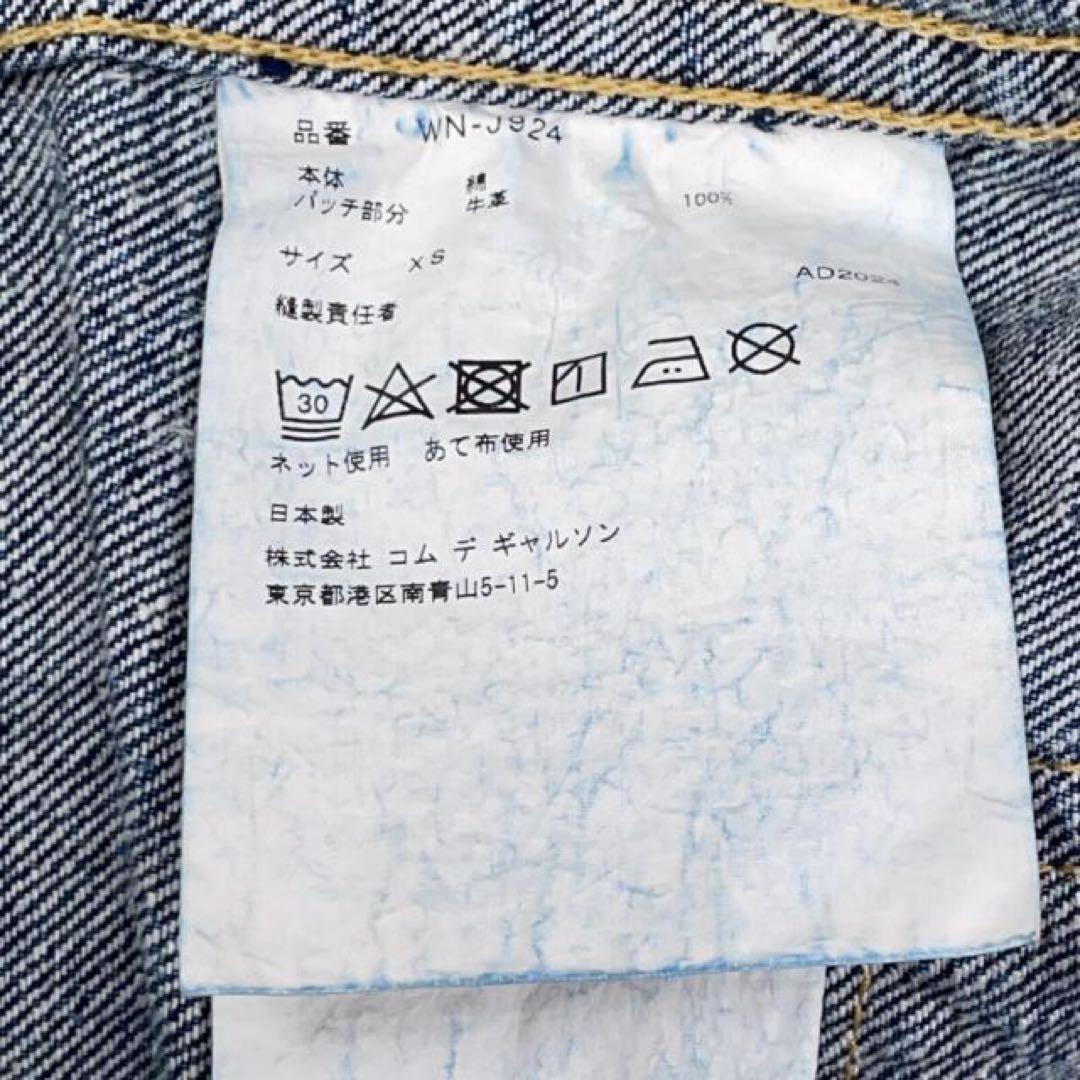 品番 WN-J924
本体 綿 100%
パッチ部分 牛革
サイズ XS
AD2024
縫製責任者
30
ネット使用 あて布使用
日本製
株式会社 コム デ ギャルソン
東京都港区南青山5-11-5